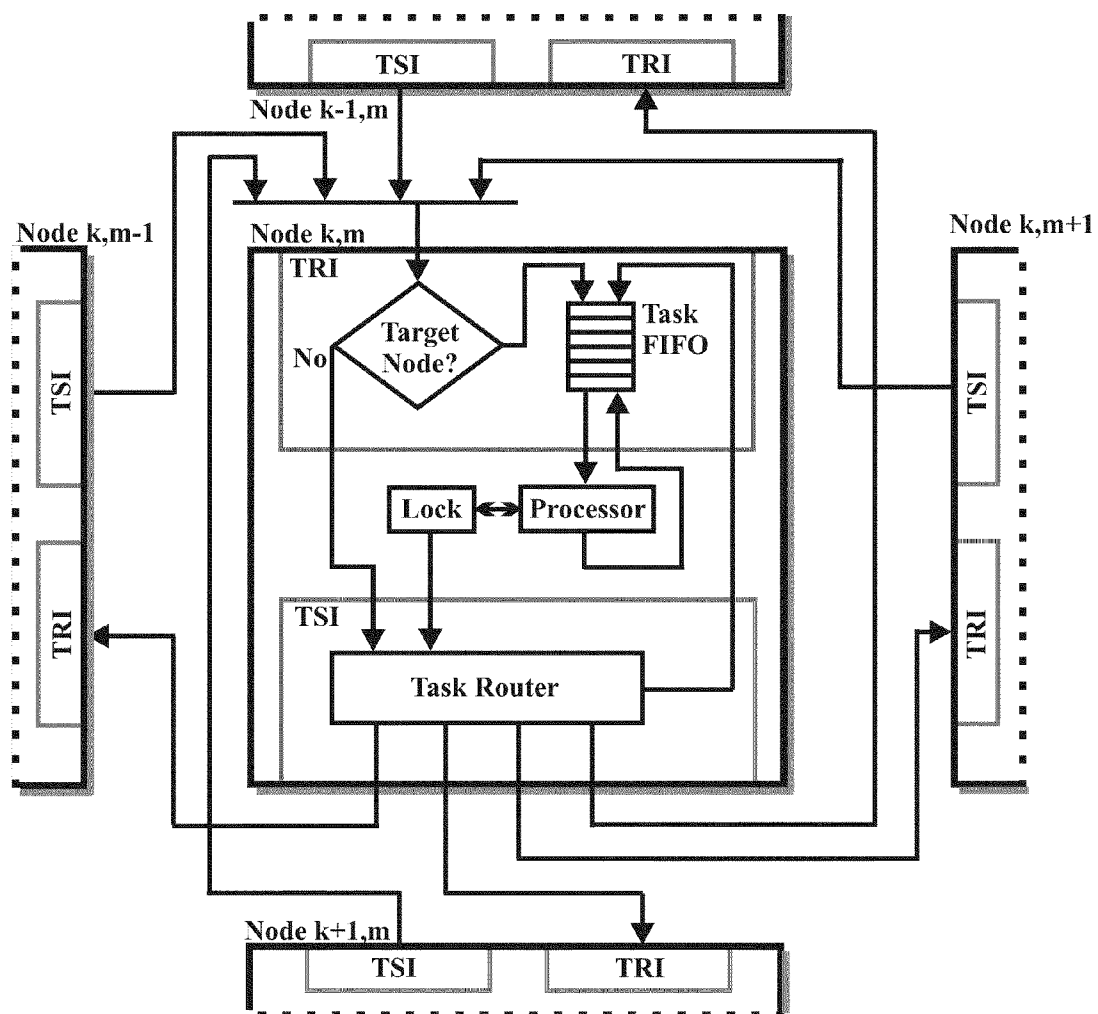 TSI
TRI
Node k-1,m
Node k,m-1
Node k,m
Node k,m+1
TRI
Target
Node?
No
Task
FIFO
TSI
TSI
Lock
Processor
TRI
TRI
TSI
Task Router
Node k+1,m
TSI
TRI